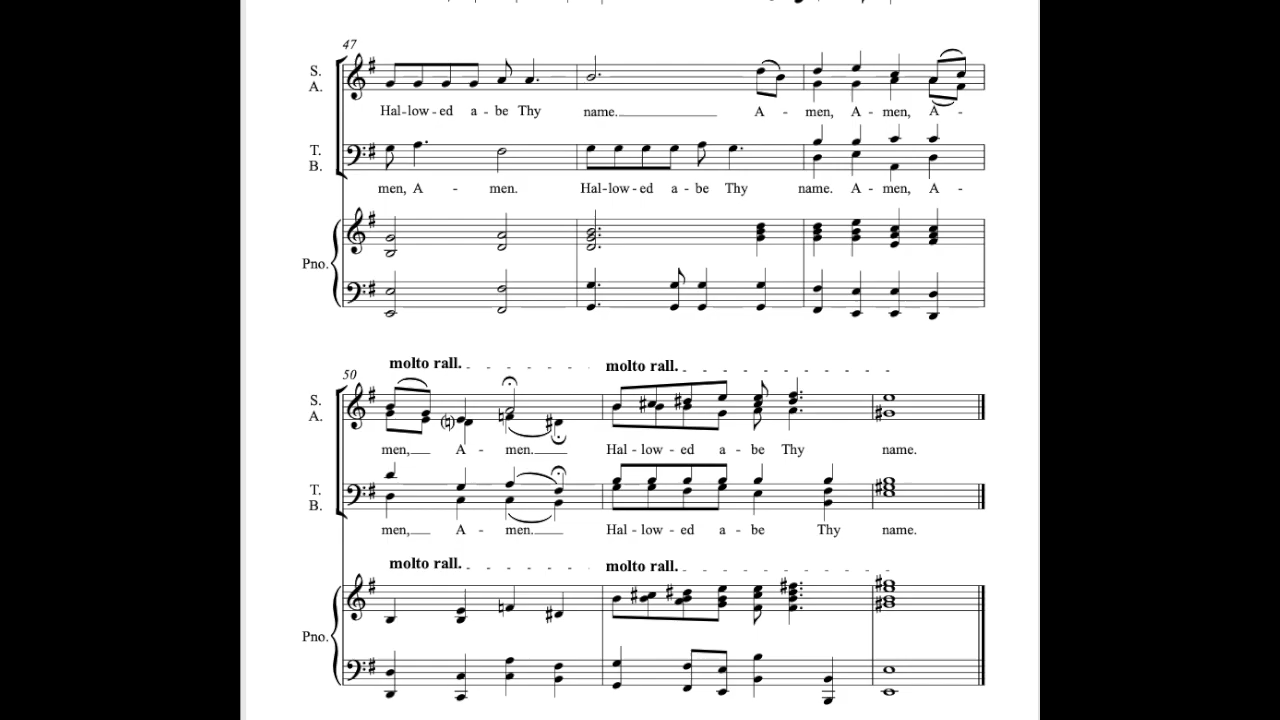 47
S.
A.
Hal-low-ed a-be Thy name. A - men, A - men, A -
T.
B.
men, A - men. Hal-low-ed a-be Thy name. A - men, A -
Pno.
molto rall. molto rall.
50
S.
A.
men, A - men. Hal - low - ed a - be Thy name.
T.
B.
men, A - men. Hal - low - ed a - be Thy name.
molto rall. molto rall.
Pno.